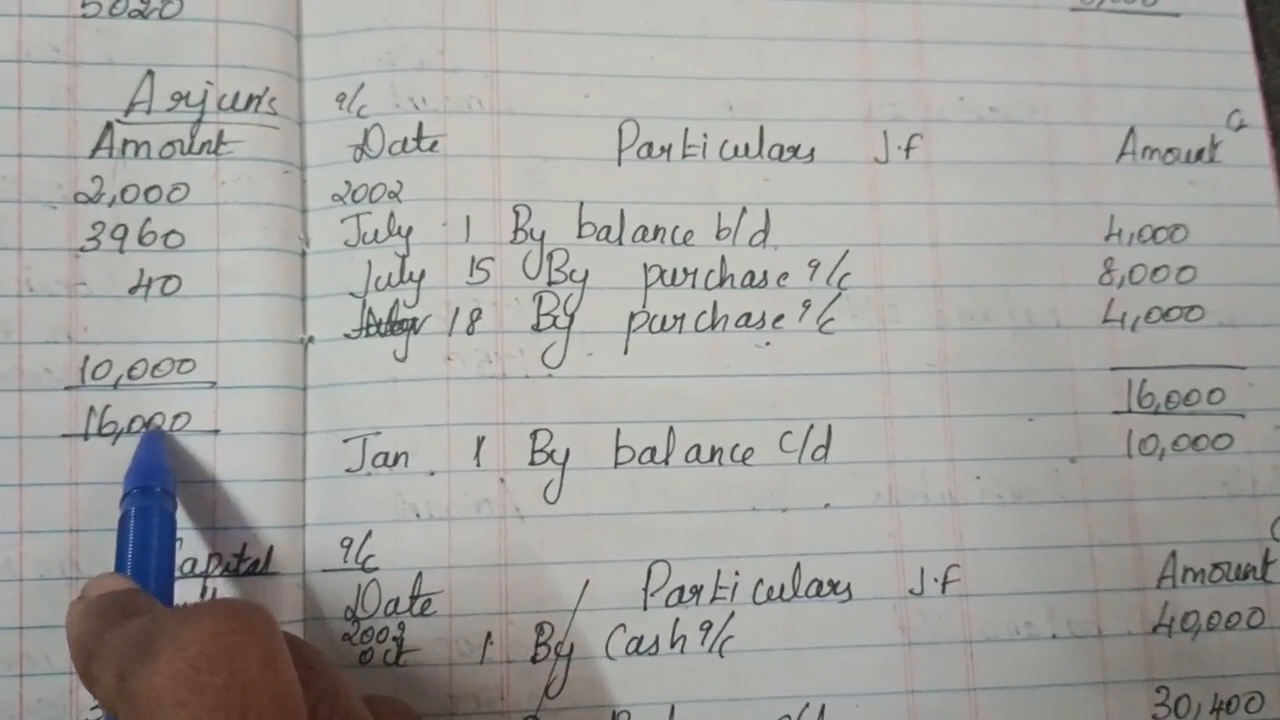 5020
Arjun's a/c
Amount Date Particulars J.f Amount Cr
2,000 2002
3960 July 1 By balance b/d 4,000
40 July 15 By purchase a/c 8,000
18 By purchase a/c 4,000
10,000
16,000 16,000
Jan. 1 By balance c/d 10,000
Capital a/c
Date Particulars J.f Amount
2002
Oct 1 By Cash a/c 40,000
30,400